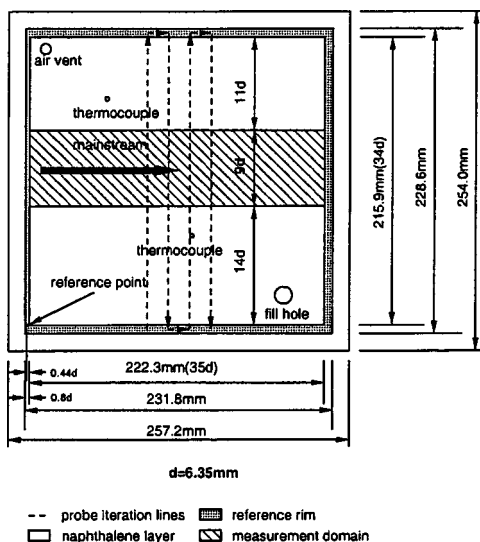 air vent
thermocouple
mainstream
11d
9d
14d
thermocouple
reference point
fill hole
215.9mm(34d)
228.6mm
254.0mm
0.44d
222.3mm(35d)
0.8d
231.8mm
257.2mm
d=6.35mm
probe iteration lines
reference rim
naphthalene layer
measurement domain